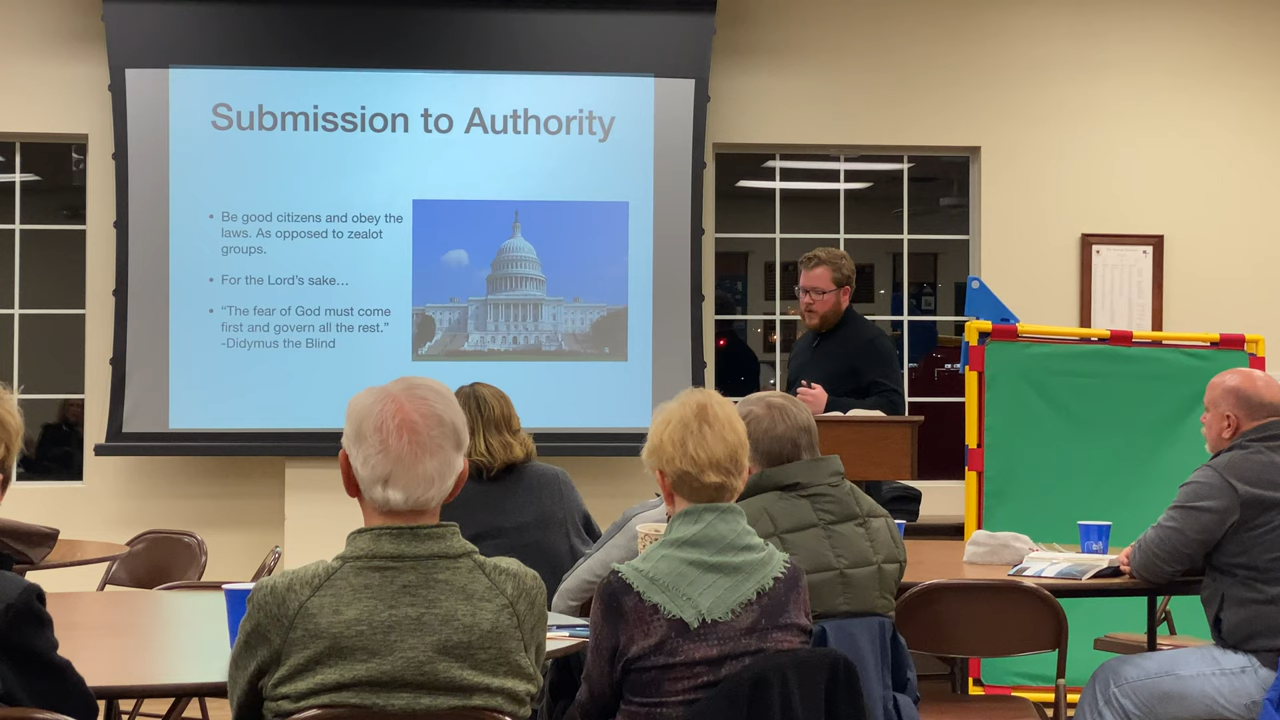 Submission to Authority
• Be good citizens and obey the
laws. As opposed to zealot
groups.
• For the Lord's sake…
• “The fear of God must come
first and govern all the rest.”
-Didymus the Blind